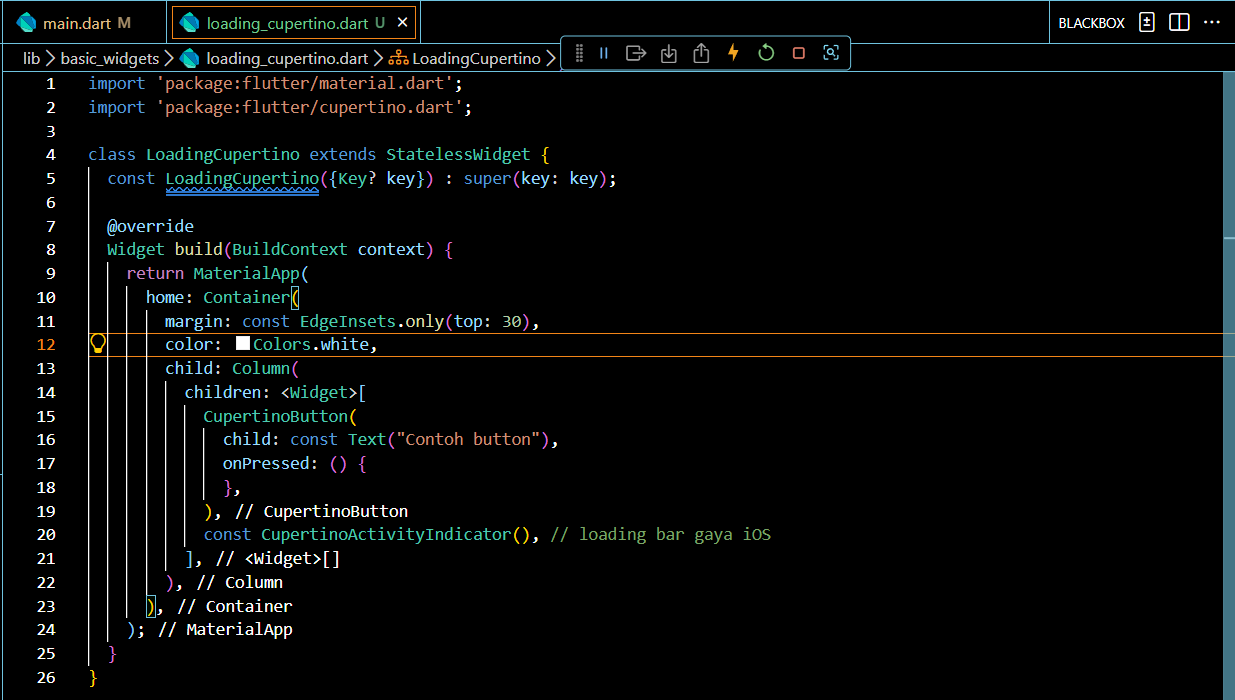 main.dart M
loading_cupertino.dart U
BLACKBOX
lib > basic_widgets > loading_cupertino.dart > LoadingCupertino >
1 import 'package:flutter/material.dart';
2 import 'package:flutter/cupertino.dart';
3
4 class LoadingCupertino extends StatelessWidget {
5   const LoadingCupertino({Key? key}) : super(key: key);
6
7   @override
8   Widget build(BuildContext context) {
9     return MaterialApp(
10       home: Container(
11         margin: const EdgeInsets.only(top: 30),
12         color: Colors.white,
13         child: Column(
14           children: <Widget>[
15             CupertinoButton(
16               child: const Text("Contoh button"),
17               onPressed: () {
18               },
19             ), // CupertinoButton
20             const CupertinoActivityIndicator(), // loading bar gaya iOS
21           ], // <Widget>[]
22         ), // Column
23       ), // Container
24     ); // MaterialApp
25   }
26 }